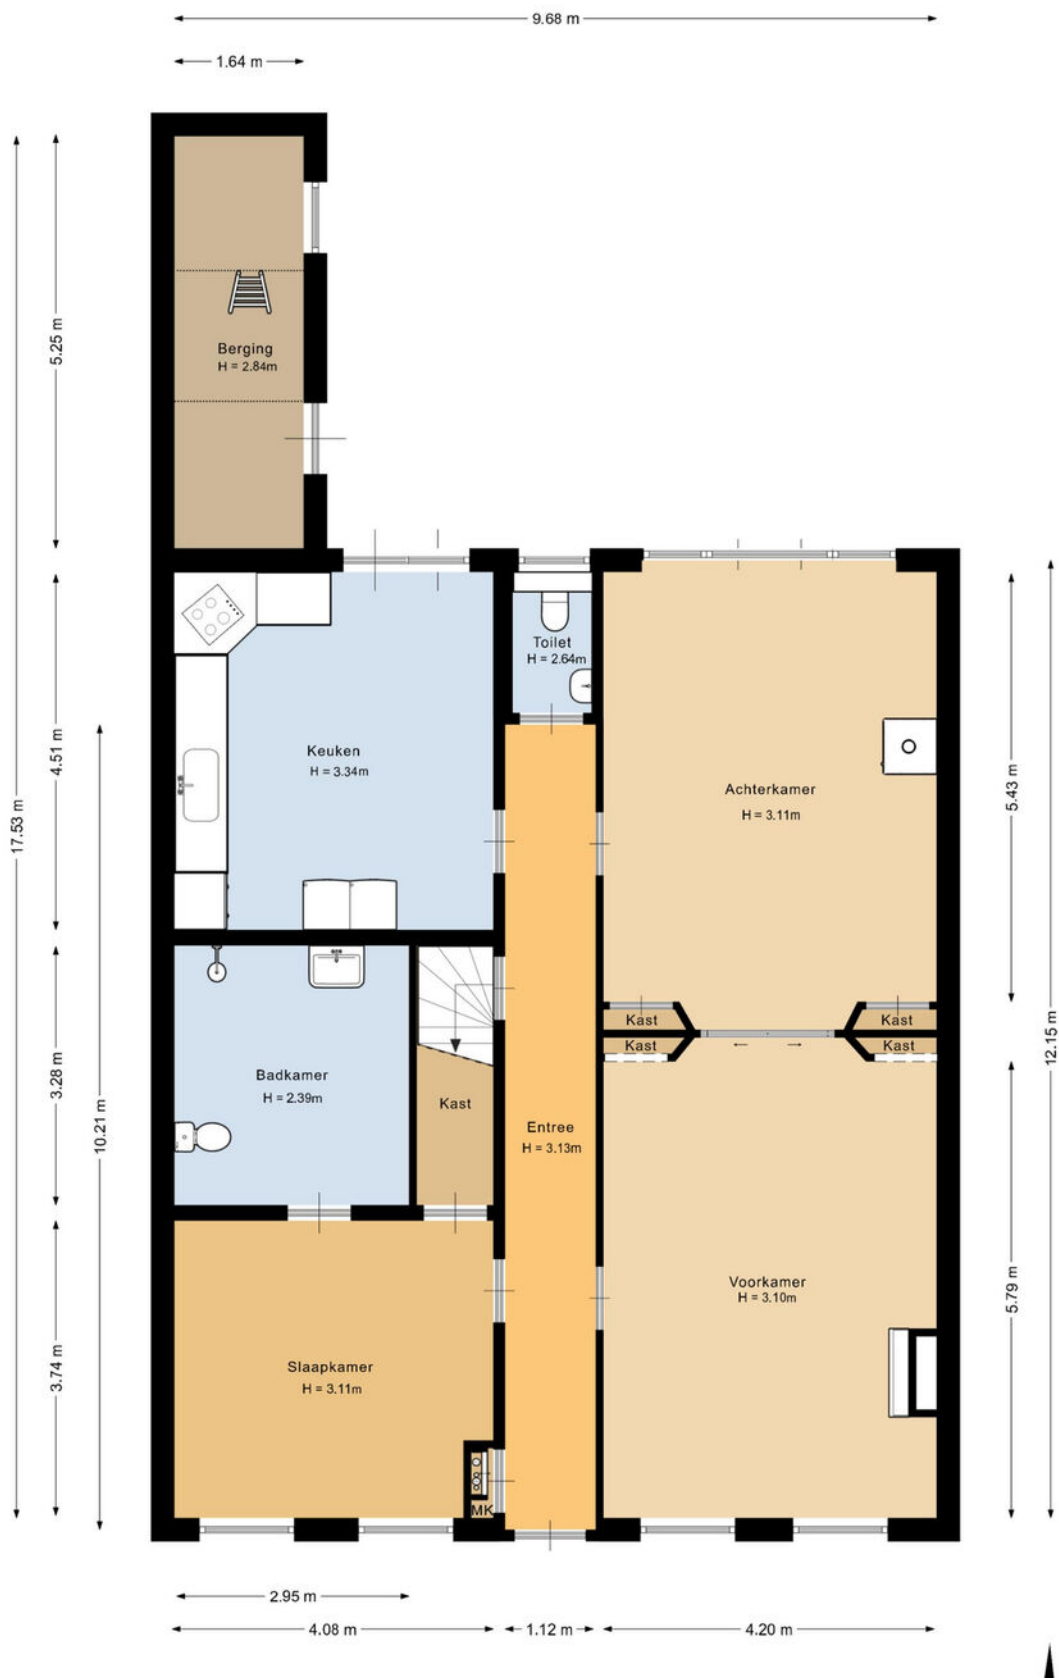 9.68 m
1.64 m
5.25 m
17.53 m
Berging
H = 2.84m
Toilet
H = 2.64m
4.51 m
Keuken
H = 3.34m
Achterkamer
H = 3.11m
5.43 m
12.15 m
Kast
Kast
Kast
Kast
3.28 m
10.21 m
Badkamer
H = 2.39m
Kast
Entree
H = 3.13m
Voorkamer
H = 3.10m
5.79 m
3.74 m
Slaapkamer
H = 3.11m
MK
2.95 m
4.08 m
1.12 m
4.20 m